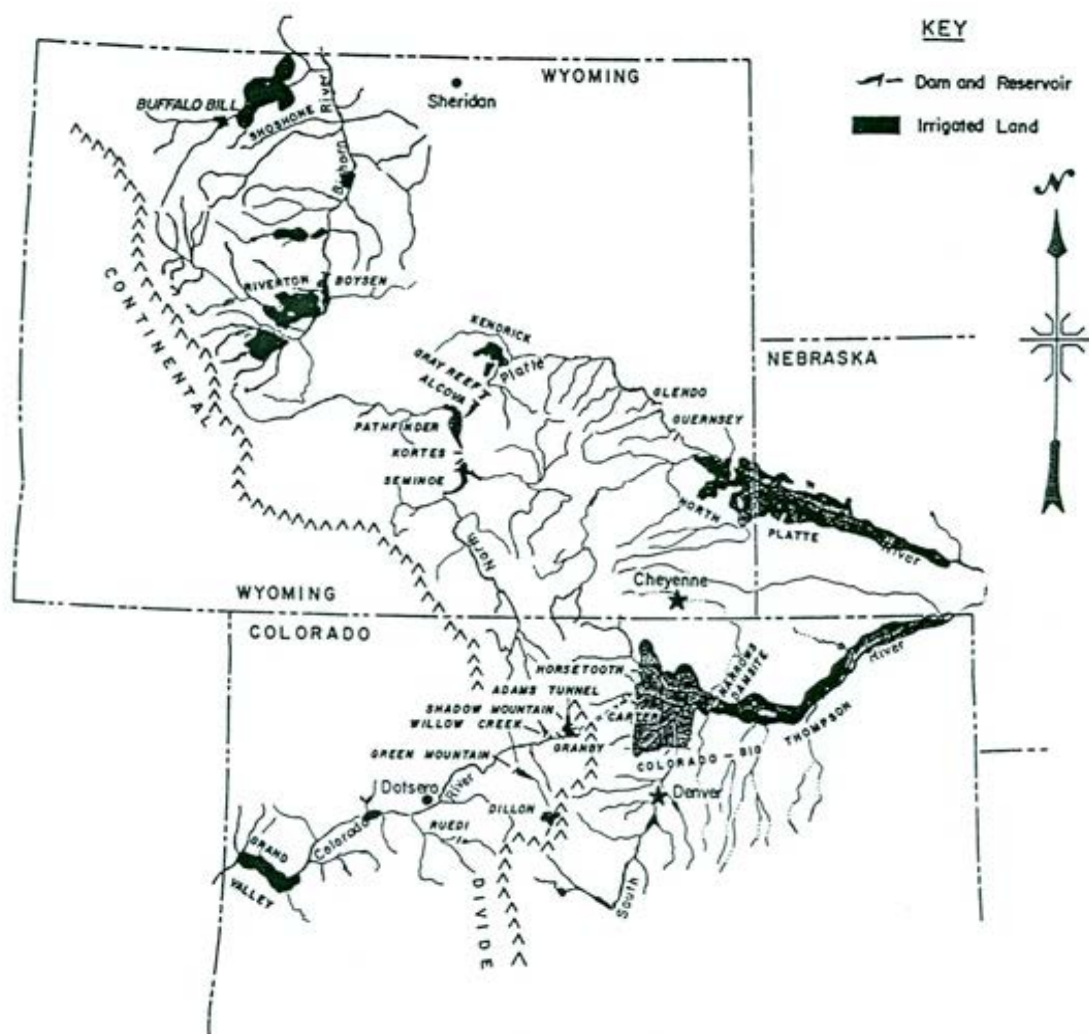 KEY
Dam and Reservoir
Irrigated Land
N
WYOMING
Sheridan
BUFFALO BILL
SHOSHONE
River
Bighorn
RIVERTON
BOYSEN
CONTINENTAL
KENDRICK
GRAY REEF
ALCOVA
Platte
NEBRASKA
GLENDO
GUERNSEY
PATHFINDER
KORTES
SEMINOE
North
NORTH
PLATTE
River
Cheyenne
WYOMING
COLORADO
HORSETOOTH
ADAMS TUNNEL
NARROWS
DAMSITE
River
SHADOW MOUNTAIN
WILLOW CREEK
CARTER
GRANBY
COLORADO - BIG
THOMPSON
GREEN MOUNTAIN
Dotsero
River
DILLON
Denver
RUEDI
Colorado
GRAND
VALLEY
South
DIVIDE